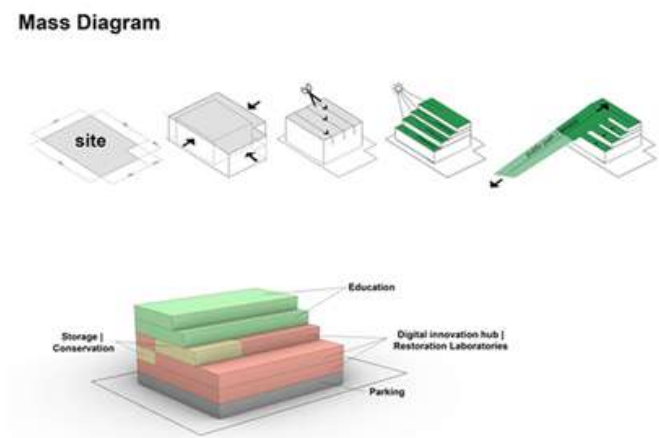 Mass Diagram
site
Education
Storage |
Conservation
Digital innovation hub |
Restoration Laboratories
Parking